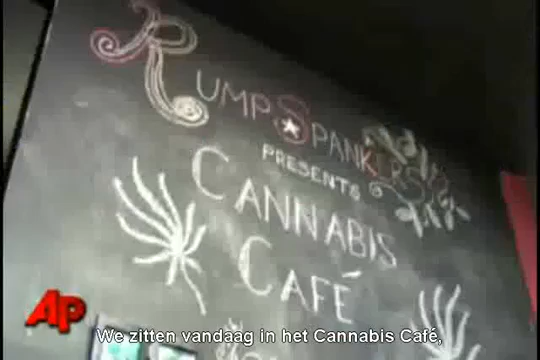 RUMPSPANKERS
PRESENTS
CANNABIS
CAFÉ
AP
We zitten vandaag in het Cannabis Café,